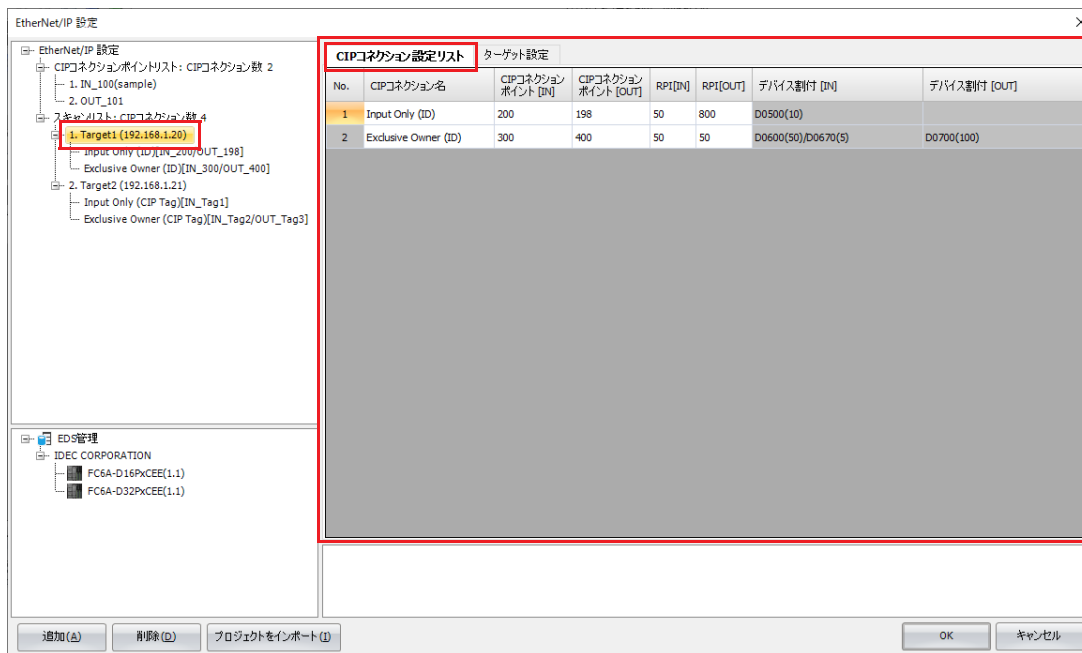 EtherNet/IP 設定
EtherNet/IP 設定
CIPコネクションポイントリスト: CIPコネクション数 2
1. IN_100(sample)
2. OUT_101
スキャンリスト: CIPコネクション数 4
1. Target1 (192.168.1.20)
Input Only (ID)[IN_200/OUT_198]
Exclusive Owner (ID)[IN_300/OUT_400]
2. Target2 (192.168.1.21)
Input Only (CIP Tag)[IN_Tag1]
Exclusive Owner (CIP Tag)[IN_Tag2/OUT_Tag3]
EDS管理
IDEC CORPORATION
FC6A-D16PxCEE(1.1)
FC6A-D32PxCEE(1.1)
CIPコネクション設定リスト ターゲット設定
No. CIPコネクション名 CIPコネクションポイント [IN] CIPコネクションポイント [OUT] RPI[IN] RPI[OUT] デバイス割付 [IN] デバイス割付 [OUT]
1 Input Only (ID) 200 198 50 800 D0500(10)
2 Exclusive Owner (ID) 300 400 50 50 D0600(50)/D0670(5) D0700(100)
追加(A) 削除(D) プロジェクトをインポート(I) OK キャンセル